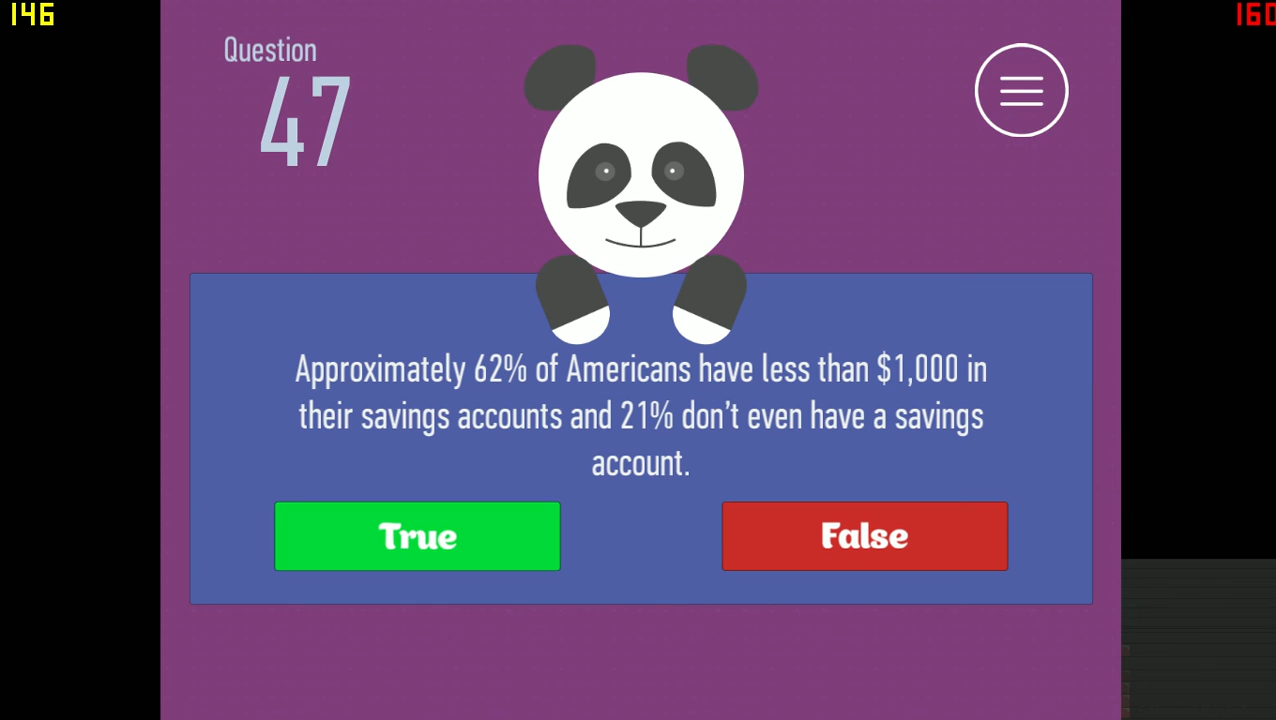 146
160
Question
47
Approximately 62% of Americans have less than $1,000 in
their savings accounts and 21% don’t even have a savings
account.
True
False